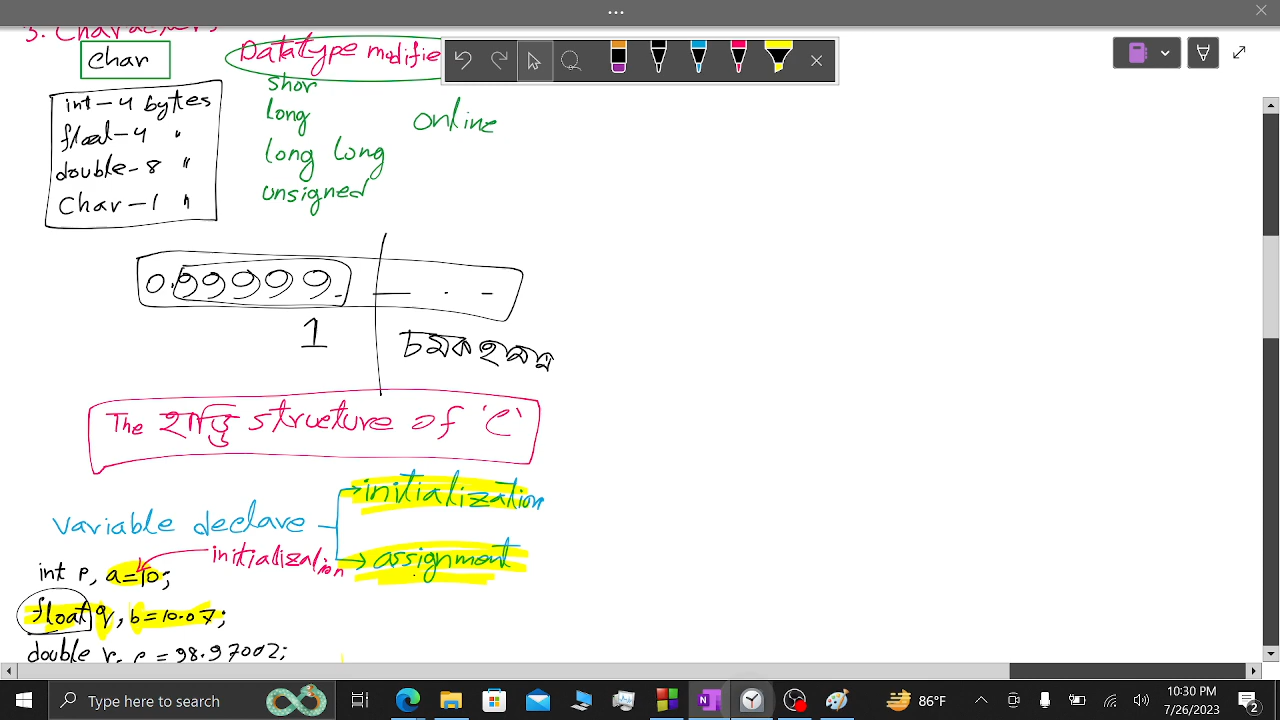 3. Characters
Char
Datatype modifie
int - 4 bytes
float - 4 "
double - 8 "
Char - 1 "
shor
long
long long
unsigned
online
0.99999
1
The হাড্ডি structure of 'C'
variable declare
initialization
assignment
initialization
int p, a=10;
float q, b=10.07;
double r, c = 98.97002;
Type here to search
86°F
10:30 PM
7/26/2023
2